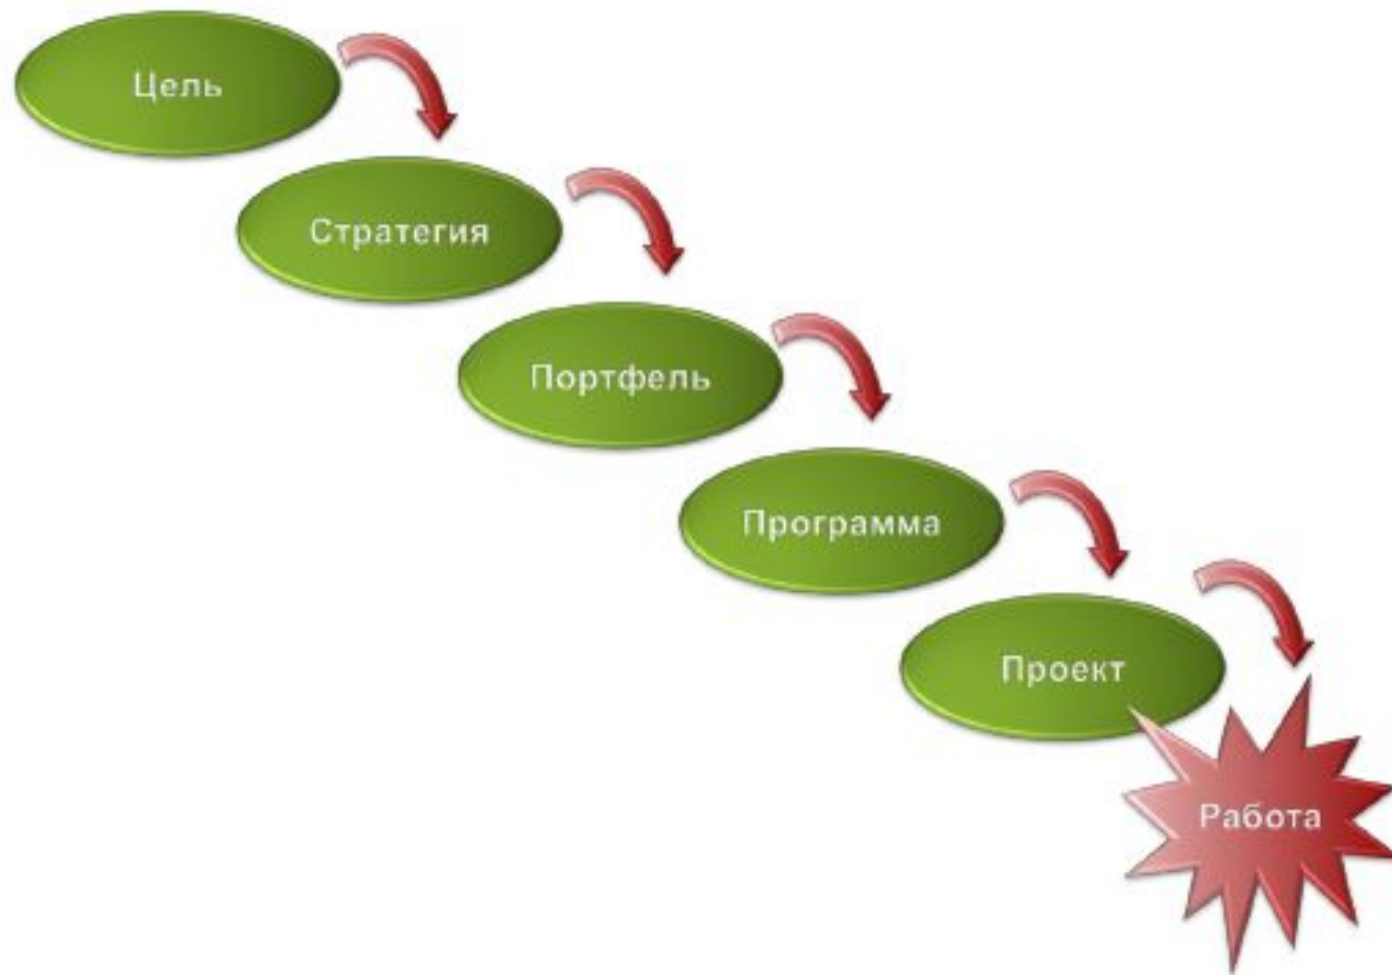 Цель
Стратегия
Портфель
Программа
Проект
Работа